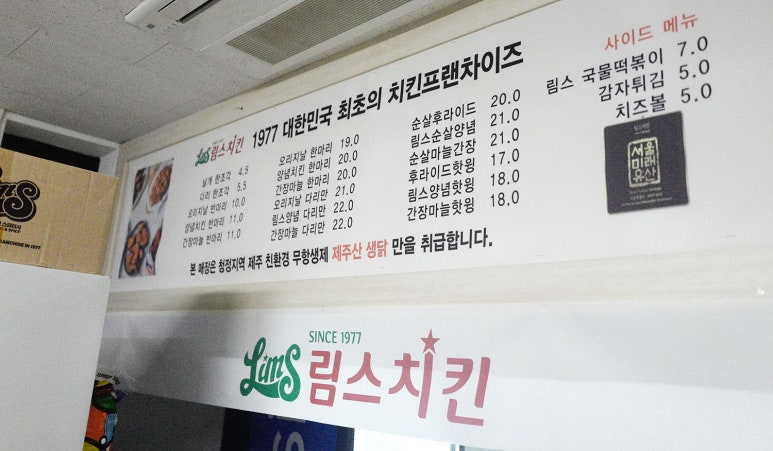 LimS 림스치킨 1977 대한민국 최초의 치킨프랜차이즈
날개 한조각 4.5
다리 한조각 5.5
오리지날 반마리 10.0
양념치킨 반마리 11.0
간장마늘 반마리 11.0
오리지날 한마리 19.0
양념치킨 한마리 20.0
간장마늘 한마리 20.0
오리지날 다리만 21.0
림스양념 다리만 22.0
간장마늘 다리만 22.0
순살후라이드 20.0
림스순살양념 21.0
순살마늘간장 21.0
후라이드핫윙 17.0
림스양념핫윙 18.0
간장마늘핫윙 18.0
사이드 메뉴
림스 국물떡볶이 7.0
감자튀김 5.0
치즈볼 5.0
림스치킨
서울
미래
유산
본 매장은 청정지역 제주 친환경 무항생제 제주산 생닭 만을 취급합니다.
SINCE 1977
LimS 림스치킨